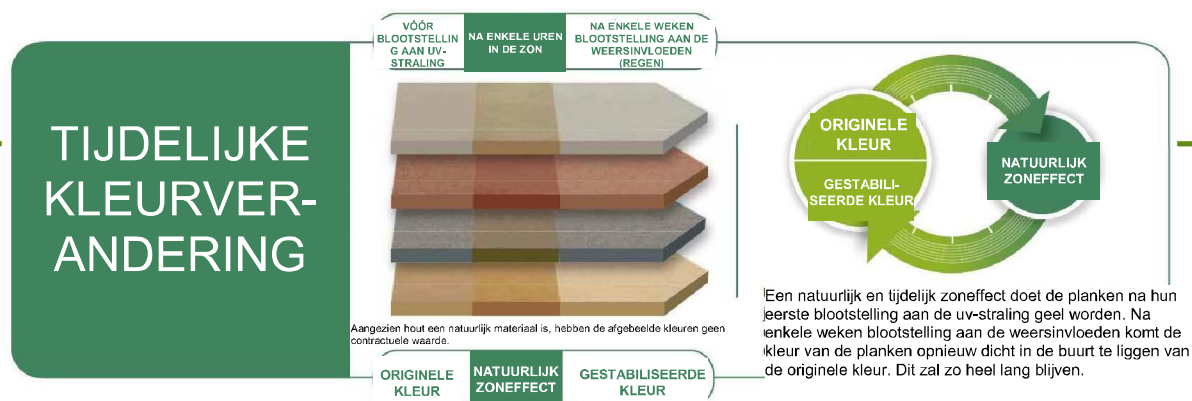 TIJDELIJKE
KLEURVER-
ANDERING
VÓÓR
BLOOTSTELLIN
G AAN UV-
STRALING
NA ENKELE UREN
IN DE ZON
NA ENKELE WEKEN
BLOOTSTELLING AAN DE
WEERSINVLOEDEN
(REGEN)
Aangezien hout een natuurlijk materiaal is, hebben de afgebeelde kleuren geen
contractuele waarde.
ORIGINELE
KLEUR
NATUURLIJK
ZONEFFECT
GESTABILISEERDE
KLEUR
ORIGINELE
KLEUR
GESTABILI-
SEERDE KLEUR
NATUURLIJK
ZONEFFECT
Een natuurlijk en tijdelijk zoneffect doet de planken na hun
eerste blootstelling aan de uv-straling geel worden. Na
enkele weken blootstelling aan de weersinvloeden komt de
kleur van de planken opnieuw dicht in de buurt te liggen van
de originele kleur. Dit zal zo heel lang blijven.